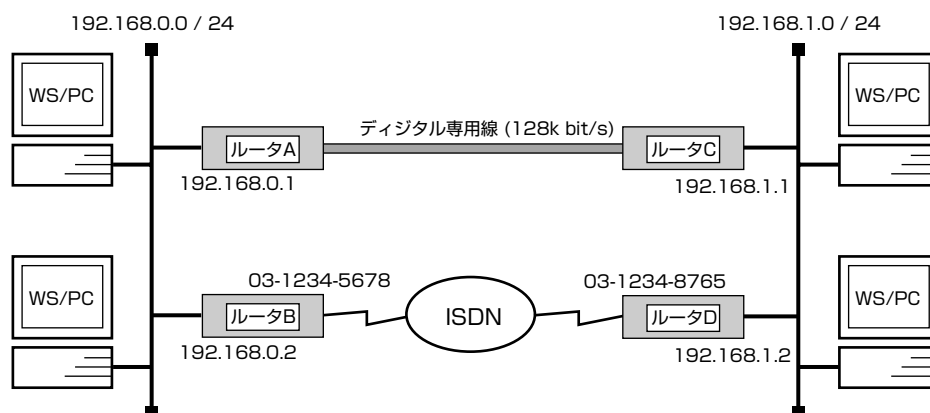 192.168.0.0 / 24
192.168.1.0 / 24
WS/PC
WS/PC
ディジタル専用線 (128k bit/s)
ルータA
ルータC
192.168.0.1
192.168.1.1
03-1234-5678
03-1234-8765
WS/PC
WS/PC
ルータB
ISDN
ルータD
192.168.0.2
192.168.1.2